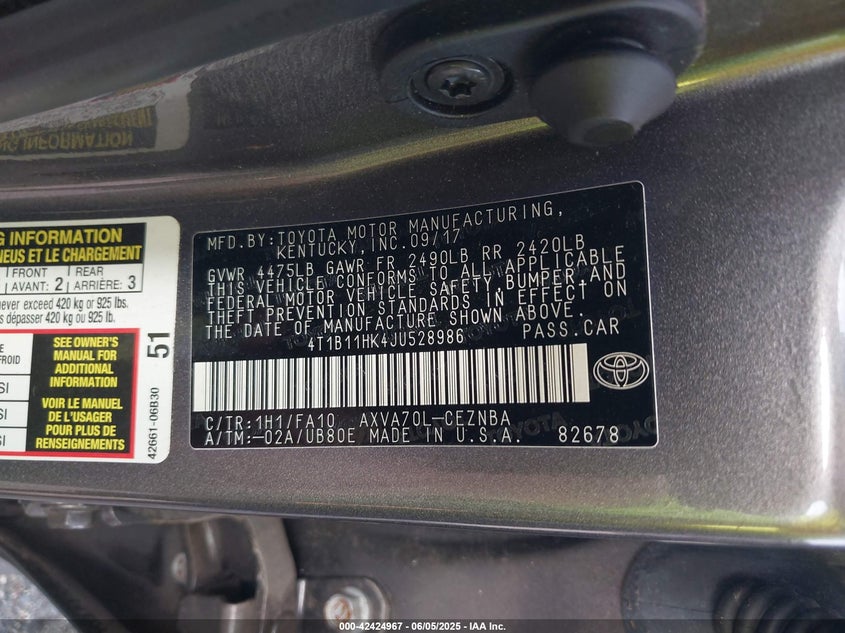 G INFORMATION
NEUS ET LE CHARGEMENT
FRONT REAR
AVANT: 2 ARRIÈRE: 3
never exceed 420 kg or 925 lbs.
s dépasser 420 kg ou 925 lb.
SEE OWNER'S
MANUAL FOR
ADDITIONAL
INFORMATION
VOIR LE MANUEL
DE L'USAGER
POUR PLUS DE
RENSEIGNEMENTS
FROID
SI
SI
51
42661-06B30
MFD.BY:TOYOTA MOTOR MANUFACTURING,
KENTUCKY, INC.09/17
GVWR 4475LB GAWR FR 2490LB RR 2420LB
THIS VEHICLE CONFORMS TO ALL APPLICABLE
FEDERAL MOTOR VEHICLE SAFETY,BUMPER,AND
THEFT PREVENTION STANDARDS IN EFFECT ON
THE DATE OF MANUFACTURE SHOWN ABOVE.
4T1B11HK4JU528986 PASS.CAR
C/TR:1H1/FA10 AXVA70L-CEZNBA
A/TM:-02A/UB80E MADE IN U.S.A. 82678
000-42424967 - 06/05/2025 - IAA Inc.